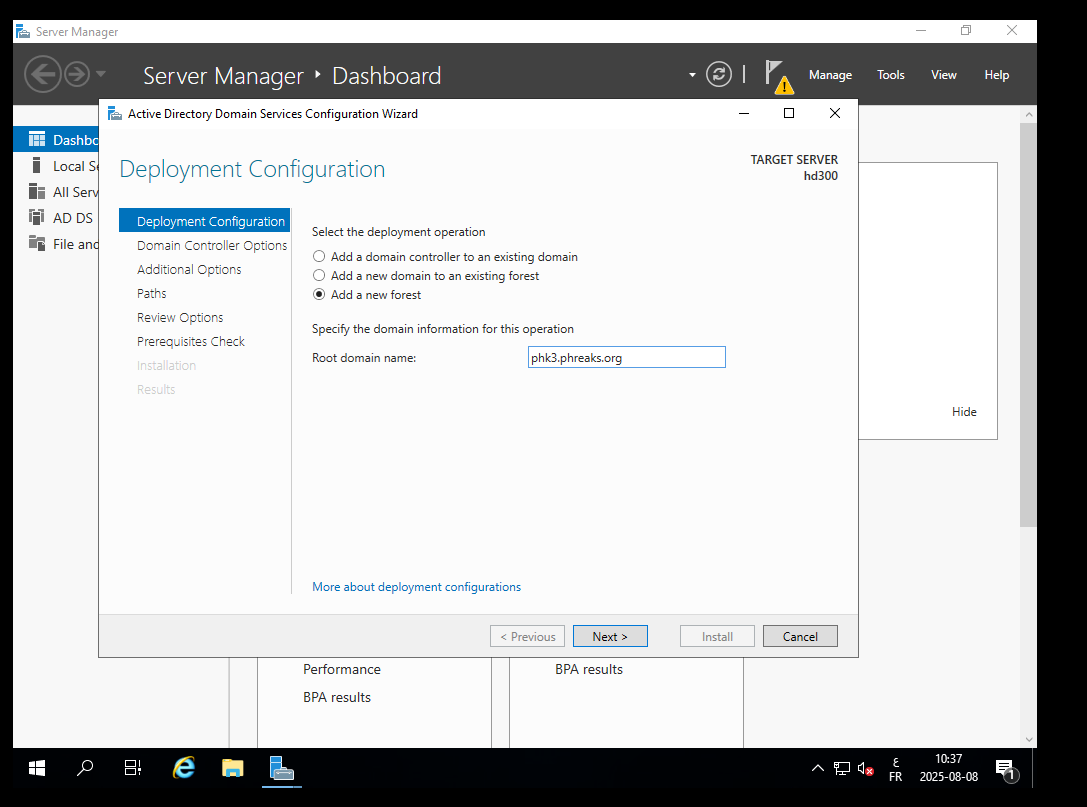 Server Manager
Server Manager ‣ Dashboard
Manage
Tools
View
Help
Dashbo
Local Se
All Serv
AD DS
File and
Active Directory Domain Services Configuration Wizard
Deployment Configuration
TARGET SERVER
hd300
Deployment Configuration
Domain Controller Options
Additional Options
Paths
Review Options
Prerequisites Check
Installation
Results
Select the deployment operation
Add a domain controller to an existing domain
Add a new domain to an existing forest
Add a new forest
Specify the domain information for this operation
Root domain name: phk3.phreaks.org
More about deployment configurations
< Previous
Next >
Install
Cancel
Hide
Performance
BPA results
BPA results
ع
FR
10:37
2025-08-08
1